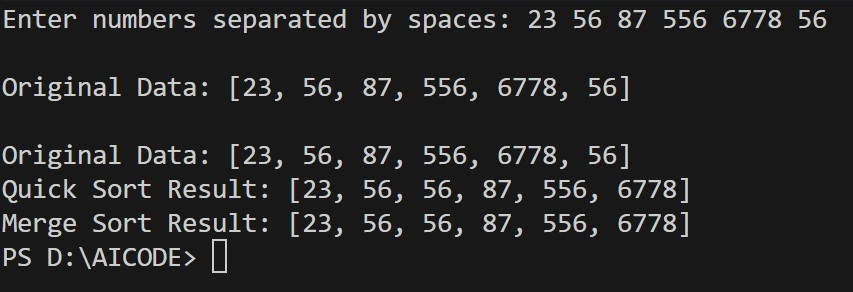 Enter numbers separated by spaces: 23 56 87 556 6778 56
Original Data: [23, 56, 87, 556, 6778, 56]
Original Data: [23, 56, 87, 556, 6778, 56]
Quick Sort Result: [23, 56, 56, 87, 556, 6778]
Merge Sort Result: [23, 56, 56, 87, 556, 6778]
PS D:\AICODE>